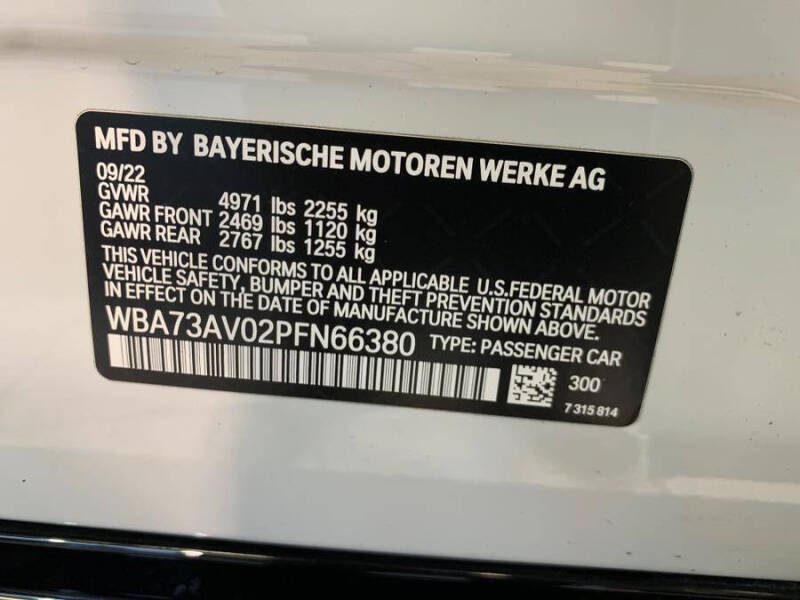 MFD BY BAYERISCHE MOTOREN WERKE AG
09/22
GVWR 4971 lbs 2255 kg
GAWR FRONT 2469 lbs 1120 kg
GAWR REAR 2767 lbs 1255 kg
THIS VEHICLE CONFORMS TO ALL APPLICABLE U.S.FEDERAL MOTOR
VEHICLE SAFETY, BUMPER AND THEFT PREVENTION STANDARDS
IN EFFECT ON THE DATE OF MANUFACTURE SHOWN ABOVE.
WBA73AV02PFN66380 TYPE: PASSENGER CAR
300
7 315 814